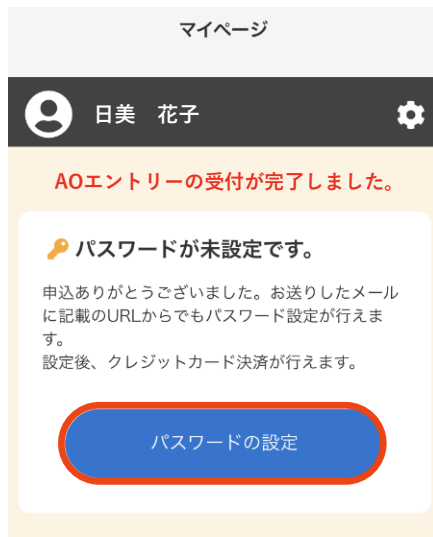 マイページ
日美　花子
AOエントリーの受付が完了しました。
パスワードが未設定です。
申込ありがとうございました。お送りしたメール
に記載のURLからでもパスワード設定が行えま
す。
設定後、クレジットカード決済が行えます。
パスワードの設定